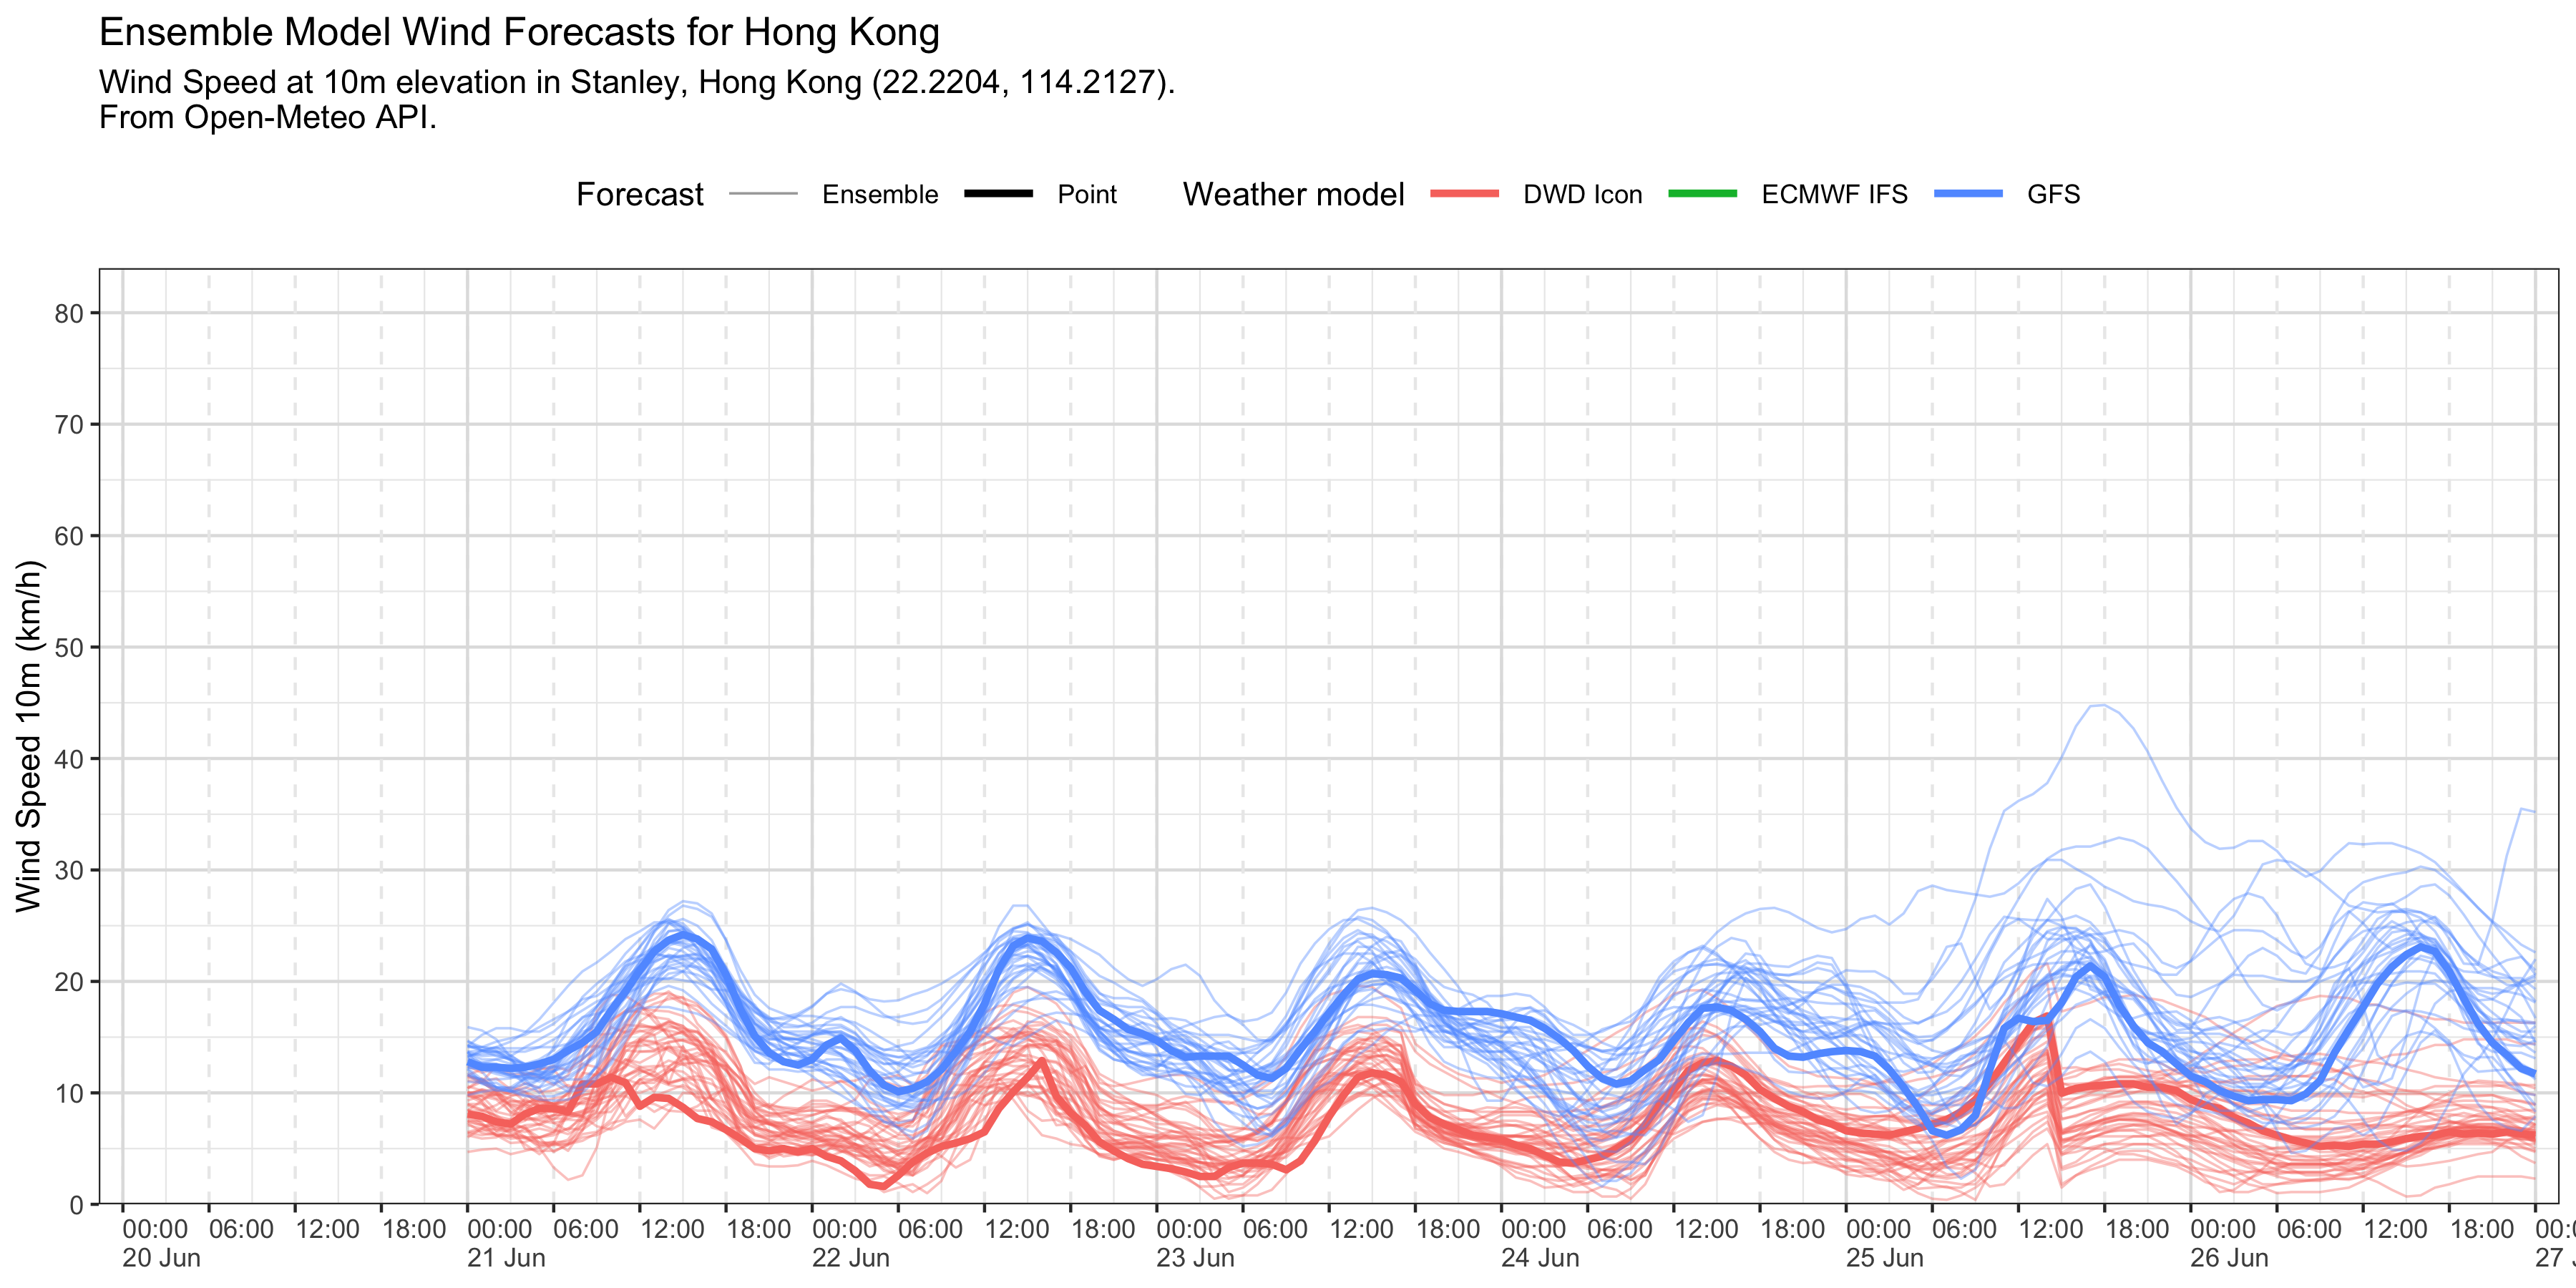 Ensemble Model Wind Forecasts for Hong Kong
Wind Speed at 10m elevation in Stanley, Hong Kong (22.2204, 114.2127).
From Open-Meteo API.
Forecast Ensemble Point Weather model DWD Icon ECMWF IFS GFS
Wind Speed 10m (km/h)
80
70
60
50
40
30
20
10
0
00:00 06:00 12:00 18:00 00:00 06:00 12:00 18:00 00:00 06:00 12:00 18:00 00:00 06:00 12:00 18:00 00:00 06:00 12:00 18:00 00:00 06:00 12:00 18:00 00:00 06:00 12:00 18:00 00:
20 Jun 21 Jun 22 Jun 23 Jun 24 Jun 25 Jun 26 Jun 27